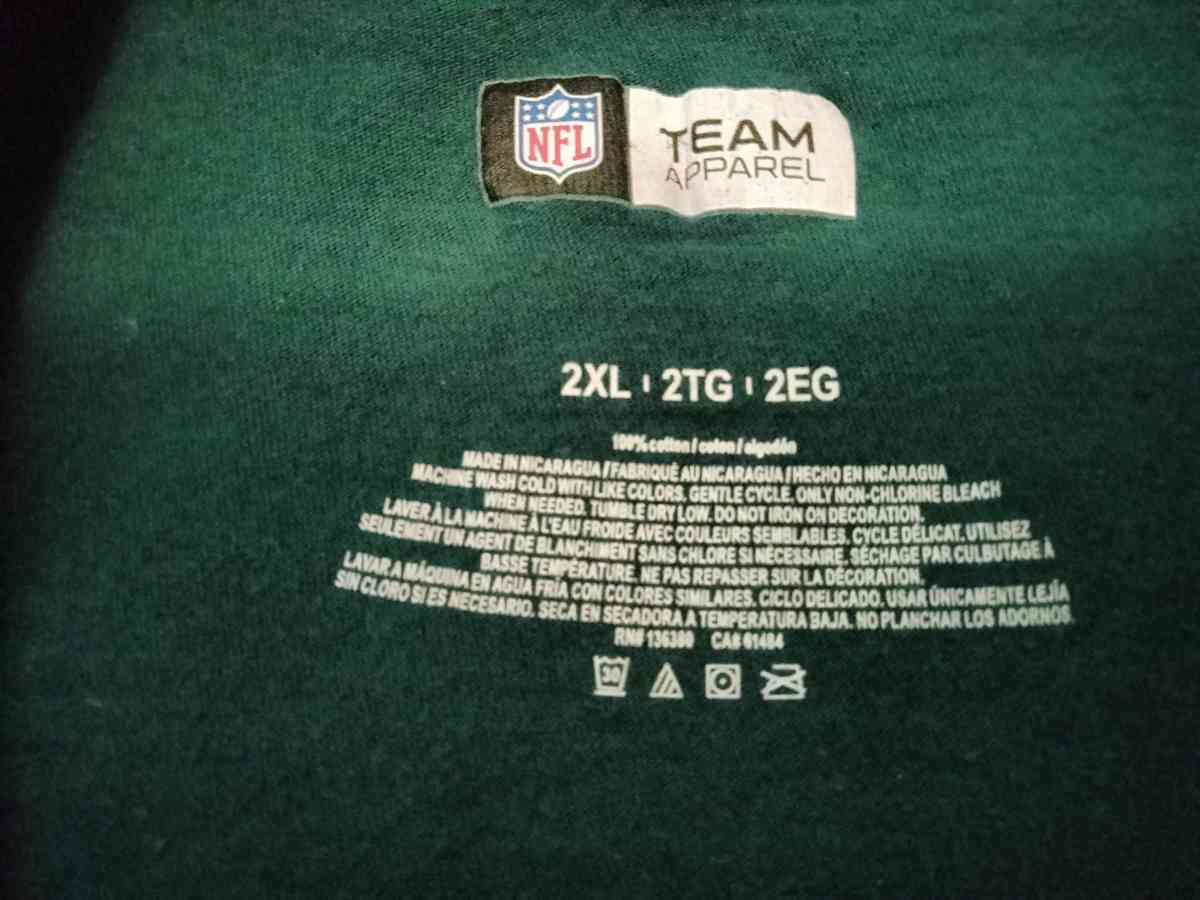 NFL TEAM
APPAREL
2XL ı 2TG ı 2EG
100% cotton / coton / algodón
MADE IN NICARAGUA / FABRIQUÉ AU NICARAGUA / HECHO EN NICARAGUA
MACHINE WASH COLD WITH LIKE COLORS. GENTLE CYCLE. ONLY NON-CHLORINE BLEACH
WHEN NEEDED. TUMBLE DRY LOW. DO NOT IRON ON DECORATION.
LAVER À LA MACHINE À L'EAU FROIDE AVEC COULEURS SEMBLABLES. CYCLE DÉLICAT. UTILISEZ
SEULEMENT UN AGENT DE BLANCHIMENT SANS CHLORE SI NÉCESSAIRE. SÉCHAGE PAR CULBUTAGE À
BASSE TEMPÉRATURE. NE PAS REPASSER SUR LA DÉCORATION.
LAVAR A MÁQUINA EN AGUA FRÍA CON COLORES SIMILARES. CICLO DELICADO. USAR ÚNICAMENTE LEJÍA
SIN CLORO SI ES NECESARIO. SECA EN SECADORA A TEMPERATURA BAJA. NO PLANCHAR LOS ADORNOS.
RN# 136380 CA# 61484
30